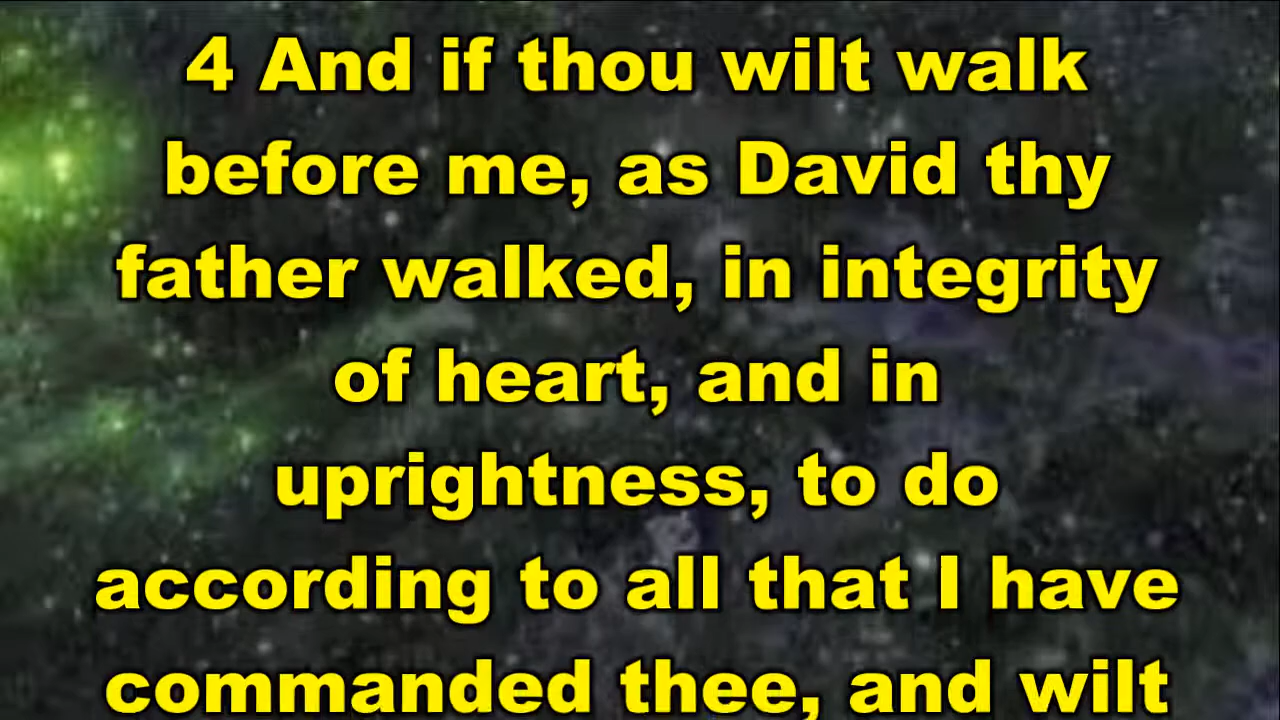 4 And if thou wilt walk
before me, as David thy
father walked, in integrity
of heart, and in
uprightness, to do
according to all that I have
commanded thee, and wilt